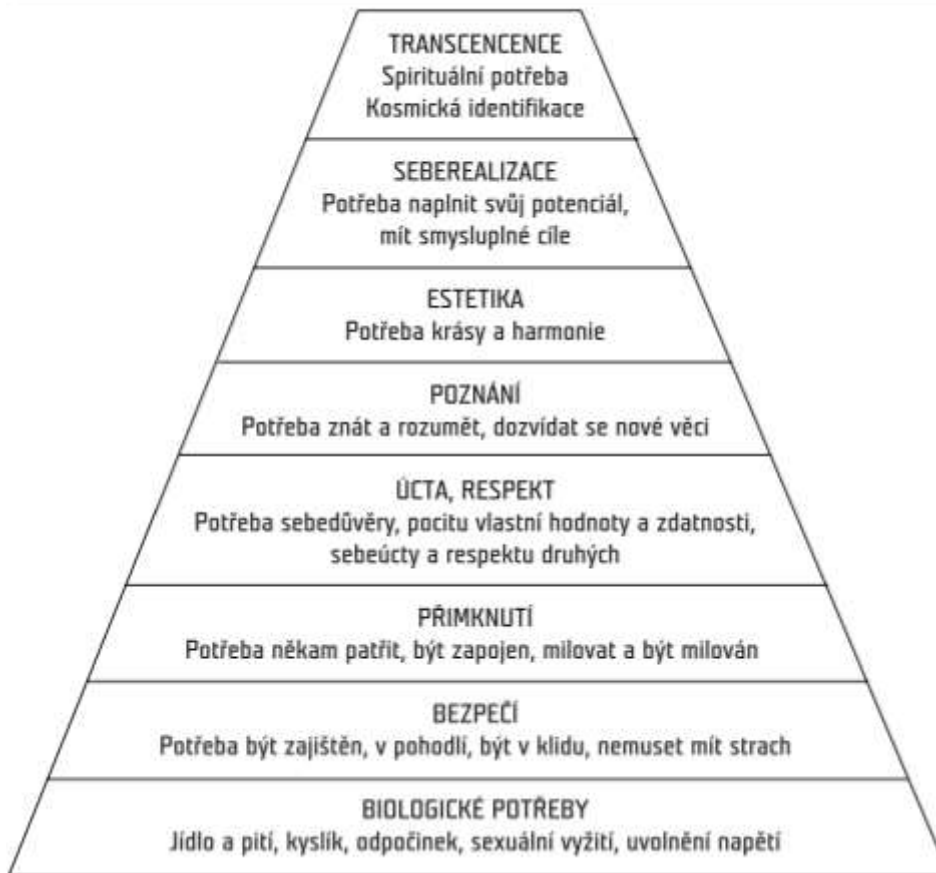 TRANSCENCENCE
Spirituální potřeba
Kosmická identifikace
SEBEREALIZACE
Potřeba naplnit svůj potenciál,
mít smysluplné cíle
ESTETIKA
Potřeba krásy a harmonie
POZNÁNÍ
Potřeba znát a rozumět, dozvídat se nové věci
ÚCTA, RESPEKT
Potřeba sebedůvěry, pocitu vlastní hodnoty a zdatnosti,
sebeúcty a respektu druhých
PŘIMKNUTÍ
Potřeba někam patřit, být zapojen, milovat a být milován
BEZPEČÍ
Potřeba být zajištěn, v pohodlí, být v klidu, nemuset mít strach
BIOLOGICKÉ POTŘEBY
Jídlo a pití, kyslík, odpočinek, sexuální vyžití, uvolnění napětí